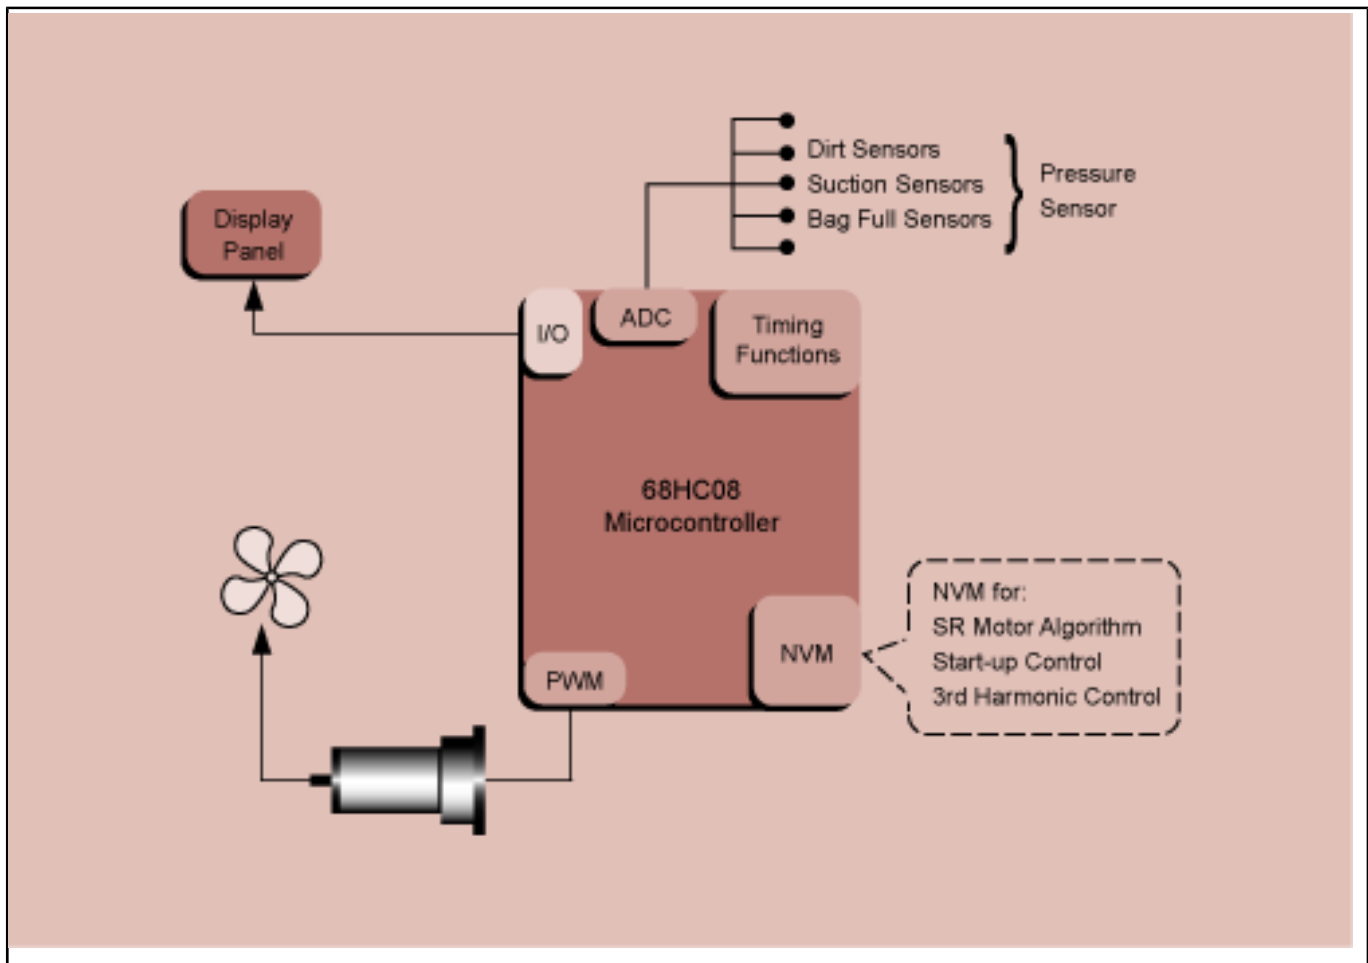 Dirt Sensors
Suction Sensors
Bag Full Sensors
Pressure
Sensor
Display
Panel
I/O
ADC
Timing
Functions
68HC08
Microcontroller
NVM
PWM
NVM for:
SR Motor Algorithm
Start-up Control
3rd Harmonic Control